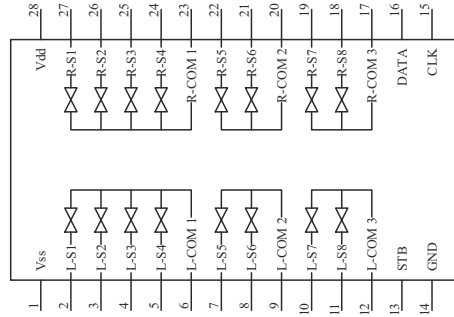 28 27 26 25 24 23 22 21 20 19 18 17 16 15
Vdd R-S1 R-S2 R-S3 R-S4 R-COM 1 R-S5 R-S6 R-COM 2 R-S7 R-S8 R-COM 3 DATA CLK
Vss L-S1 L-S2 L-S3 L-S4 L-COM 1 L-S5 L-S6 L-COM 2 L-S7 L-S8 L-COM 3 STB GND
1 2 3 4 5 6 7 8 9 10 11 12 13 14